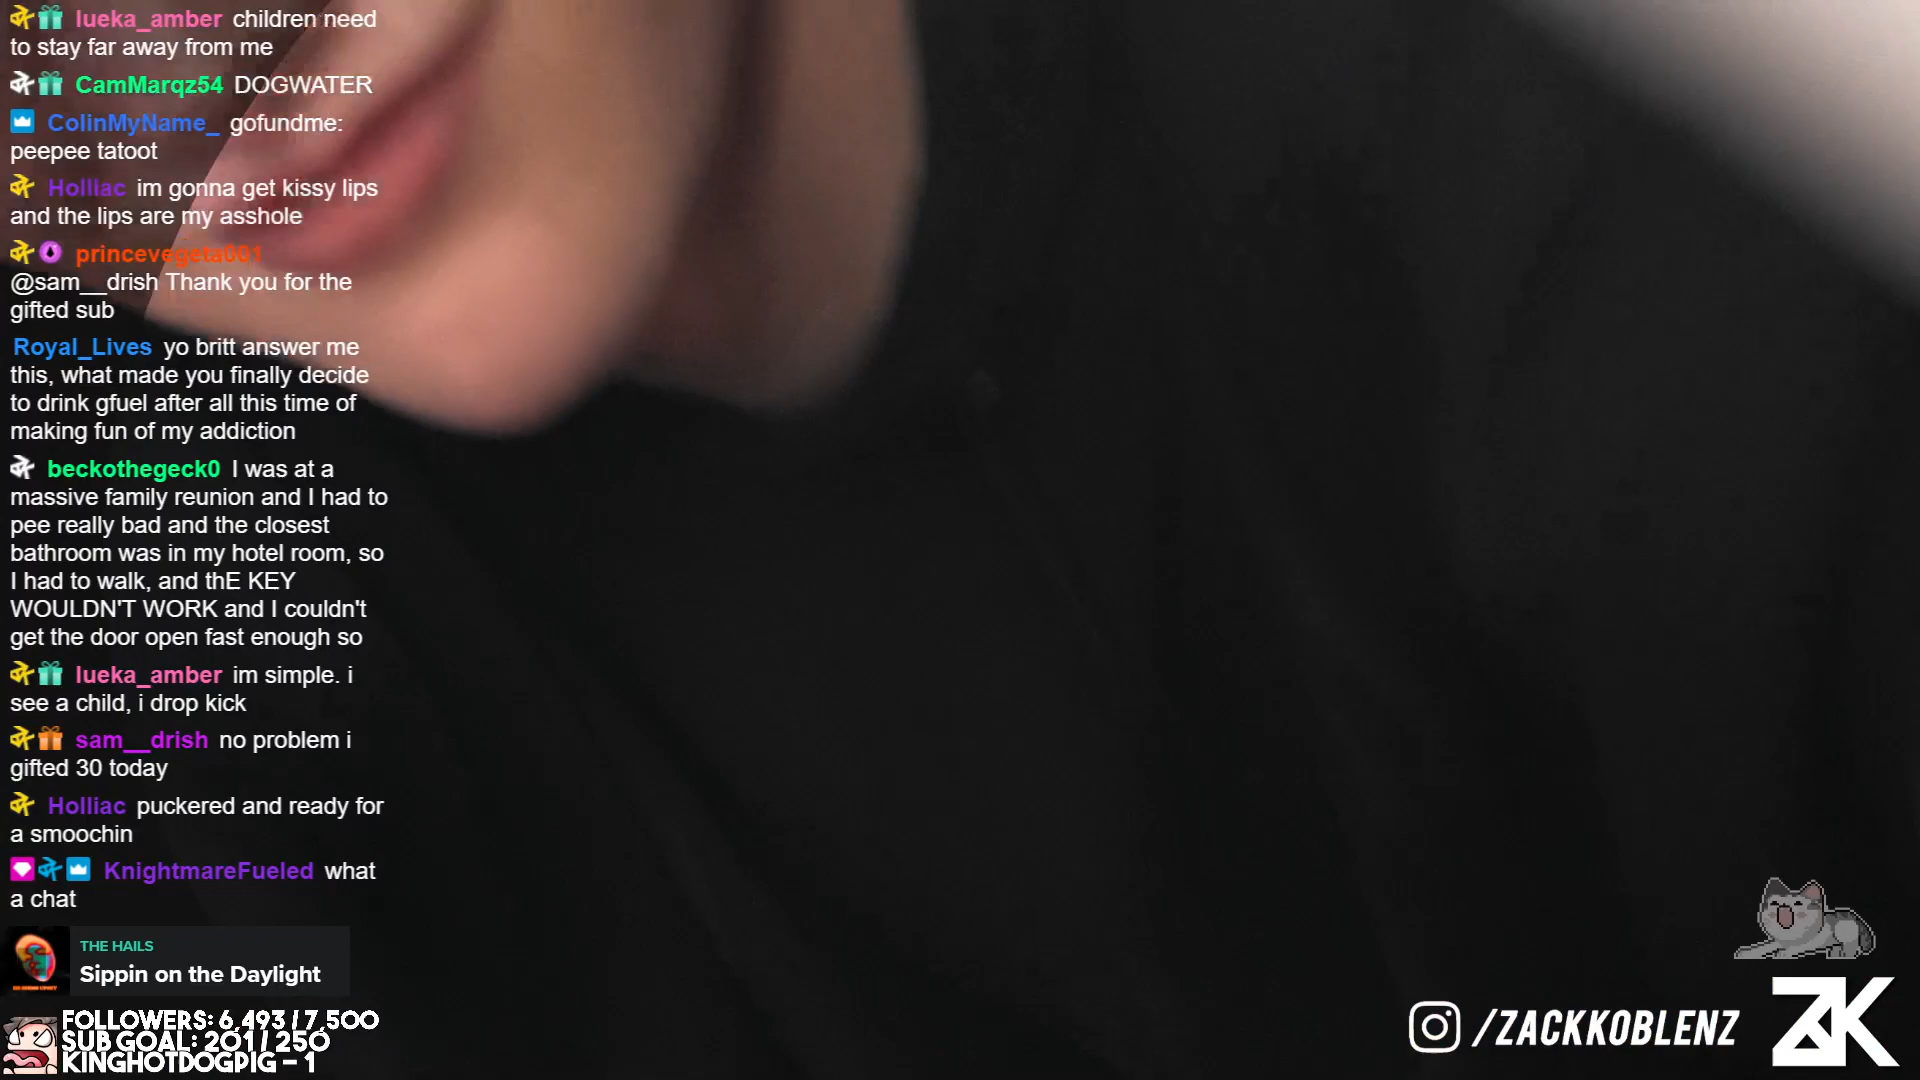 lueka_amber children need
to stay far away from me
CamMarqz54 DOGWATER
ColinMyName_ gofundme:
peepee tatoot
Holliac im gonna get kissy lips
and the lips are my asshole
princevegeta001
@sam__drish Thank you for the
gifted sub
Royal_Lives yo britt answer me
this, what made you finally decide
to drink gfuel after all this time of
making fun of my addiction
beckothegeck0 I was at a
massive family reunion and I had to
pee really bad and the closest
bathroom was in my hotel room, so
I had to walk, and thE KEY
WOULDN'T WORK and I couldn't
get the door open fast enough so
lueka_amber im simple. i
see a child, i drop kick
sam__drish no problem i
gifted 30 today
Holliac puckered and ready for
a smoochin
KnightmareFueled what
a chat
THE HAILS
Sippin on the Daylight
FOLLOWERS: 6,493 / 7,500
SUB GOAL: 201 / 250
KINGHOTDOGPIG - 1
/ZACKKOBLENZ
ZK